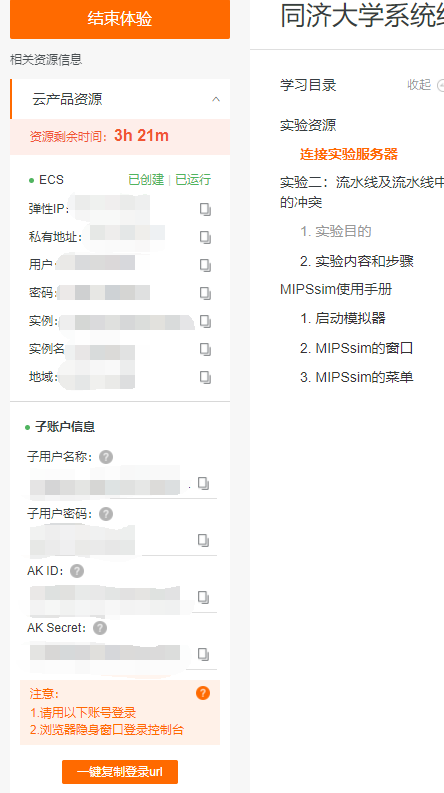 结束体验
相关资源信息
云产品资源
资源剩余时间：3h 21m
ECS 已创建 | 已运行
弹性IP：
私有地址：
用户
密码：
实例：
实例名
地域：
子账户信息
子用户名称：
子用户密码：
AK ID：
AK Secret：
注意：
1.请用以下账号登录
2.浏览器隐身窗口登录控制台
一键复制登录url
同济大学系统
学习目录 收起
实验资源
连接实验服务器
实验二：流水线及流水线中
的冲突
1. 实验目的
2. 实验内容和步骤
MIPSsim使用手册
1. 启动模拟器
2. MIPSsim的窗口
3. MIPSsim的菜单